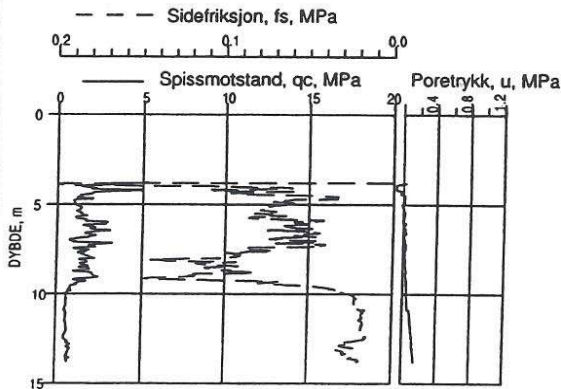 Sidefriksjon, fs, MPa
0,2 0,1 0,0
Spissmotstand, qc, MPa Poretrykk, u, MPa
0 5 10 15 20 0,4 0,8 1,2
0
DYBDE, m
5
10
15